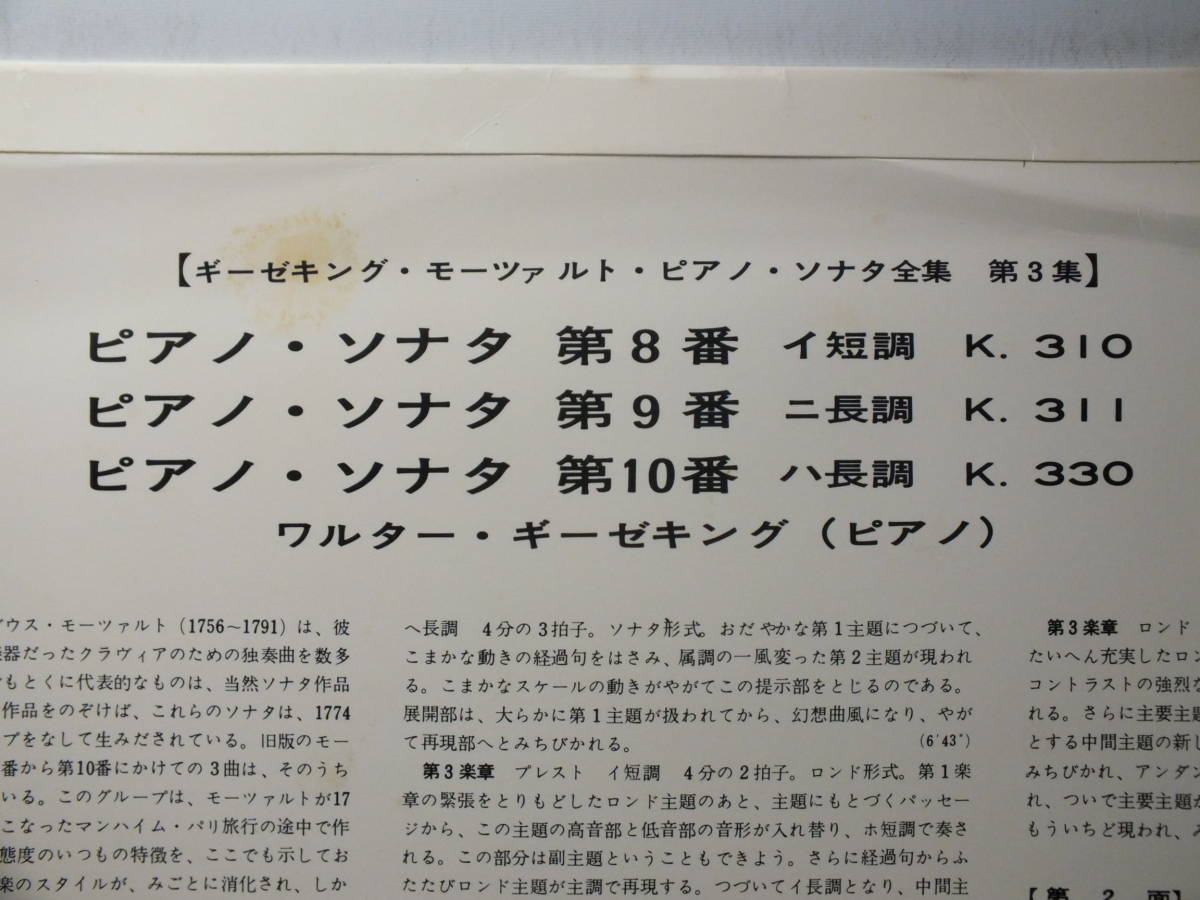 【ギーゼキング・モーツァルト・ピアノ・ソナタ全集 第3集】
ピアノ・ソナタ 第8番 イ短調 K. 310
ピアノ・ソナタ 第9番 ニ長調 K. 311
ピアノ・ソナタ 第10番 ハ長調 K. 330
ワルター・ギーゼキング(ピアノ)
デウス・モーツァルト(1756〜1791)は、彼
器だったクラヴィアのための独奏曲を数多
もとくに代表的なものは、当然ソナタ作品
作品をのぞけば、これらのソナタは、1774
プをなして生みだされている。旧版のモー
番から第10番にかけての3曲は、そのうち
いる。このグループは、モーツァルトが17
こなったマンハイム・パリ旅行の途中で作
態度のいつもの特徴を、ここでも示してお
楽のスタイルが、みごとに消化され、しか
ヘ長調 4分の3拍子。ソナタ形式。おだやかな第1主題につづいて、
こまかな動きの経過句をはさみ、属調の一風変った第2主題が現われ
る。こまかなスケールの動きがやがてこの提示部をとじるのである。
展開部は、大らかに第1主題が扱われてから、幻想曲風になり、やが
て再現部へとみちびかれる。 (6′43″)
第3楽章 プレスト イ短調 4分の2拍子。ロンド形式。第1楽
章の緊張をとりもどしたロンド主題のあと、主題にもとづくパッセー
ジから、この主題の高音部と低音部の音形が入れ替り、ホ短調で奏さ
れる。この部分は副主題ということもできよう。さらに経過句からふ
たたびロンド主題が主調で再現する。つづいてイ長調となり、中間主
第3楽章 ロンド
たいへん充実したロン
コントラストの強烈な
れる。さらに主要主題
とする中間主題の新し
みちびかれ、アンダン
れ、ついで主要主題が
もういちど現われ、み
【第 2 面】